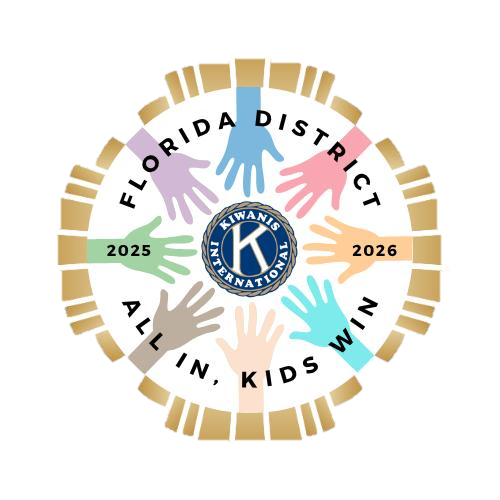 FLORIDA DISTRICT
2025
KIWANIS
K
INTERNATIONAL
2026
ALL IN, KIDS WIN